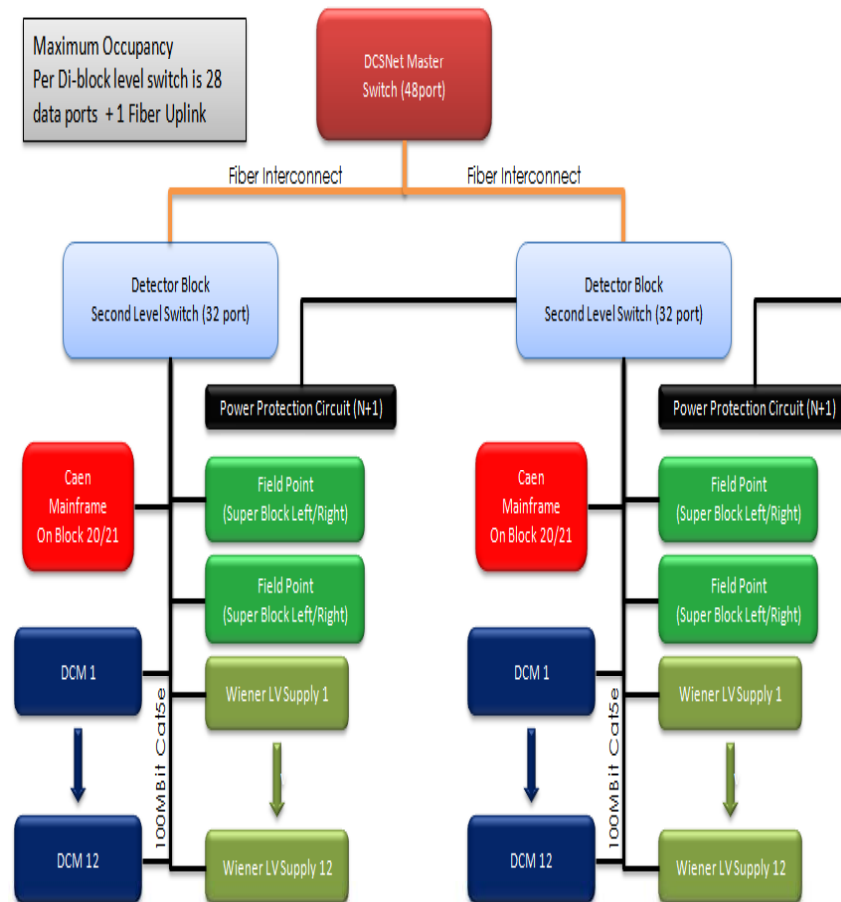 Maximum Occupancy
Per Di-block level switch is 28
data ports + 1 Fiber Uplink
DCSNet Master
Switch (48port)
Fiber Interconnect
Fiber Interconnect
Detector Block
Second Level Switch (32 port)
Detector Block
Second Level Switch (32 port)
Power Protection Circuit (N+1)
Power Protection Circuit (N+1)
Caen
Mainframe
On Block 20/21
Field Point
(Super Block Left/Right)
Caen
Mainframe
On Block 20/21
Field Point
(Super Block Left/Right)
Field Point
(Super Block Left/Right)
Field Point
(Super Block Left/Right)
DCM 1
Wiener LV Supply 1
DCM 1
Wiener LV Supply 1
100MBit Cat5e
100MBit Cat5e
DCM 12
Wiener LV Supply 12
DCM 12
Wiener LV Supply 12